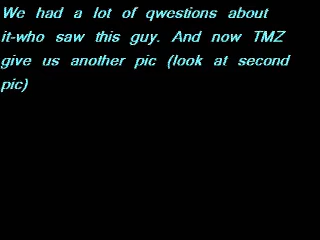 We had a lot of qwestions about
it-who saw this guy. And now TMZ
give us another pic (look at second
pic)